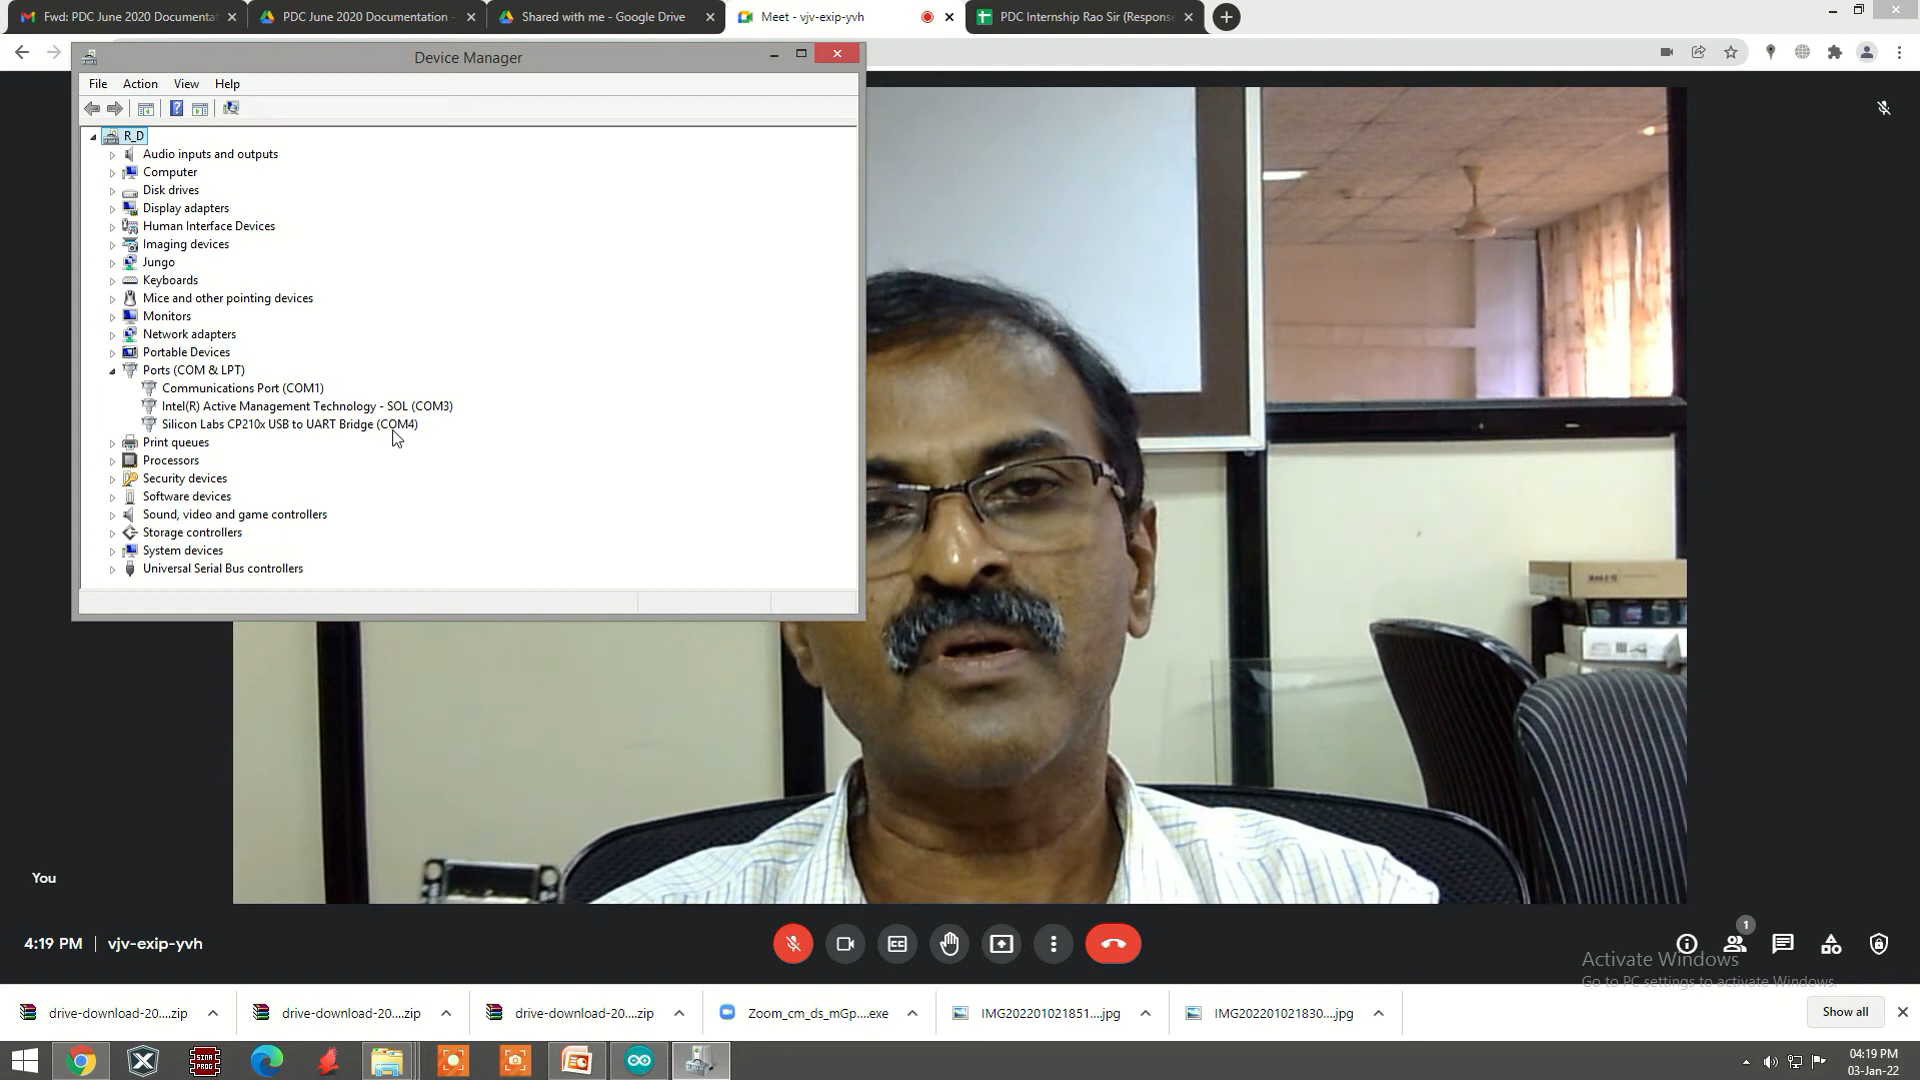 Fwd: PDC June 2020 Documenta
PDC June 2020 Documentation -
Shared with me - Google Drive
Meet - vjv-exip-yvh
PDC Internship Rao Sir (Respons
Device Manager
File Action View Help
R_D
Audio inputs and outputs
Computer
Disk drives
Display adapters
Human Interface Devices
Imaging devices
Jungo
Keyboards
Mice and other pointing devices
Monitors
Network adapters
Portable Devices
Ports (COM & LPT)
Communications Port (COM1)
Intel(R) Active Management Technology - SOL (COM3)
Silicon Labs CP210x USB to UART Bridge (COM4)
Print queues
Processors
Security devices
Software devices
Sound, video and game controllers
Storage controllers
System devices
Universal Serial Bus controllers
You
4:19 PM | vjv-exip-yvh
1
Activate Windows
Go to PC settings to activate Windows.
drive-download-20....zip
drive-download-20....zip
drive-download-20....zip
Zoom_cm_ds_mGp....exe
IMG202201021851....jpg
IMG202201021830....jpg
Show all
SINA PROG
04:19 PM
03-Jan-22